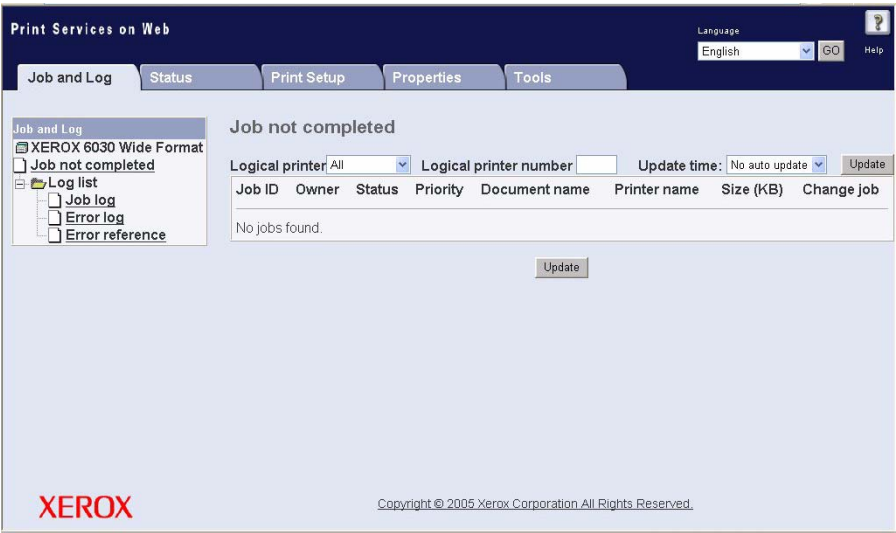 Print Services on Web
Language
English GO Help
Job and Log Status Print Setup Properties Tools
Job and Log
XEROX 6030 Wide Format
Job not completed
Log list
Job log
Error log
Error reference
Job not completed
Logical printer All Logical printer number Update time: No auto update Update
Job ID Owner Status Priority Document name Printer name Size (KB) Change job
No jobs found.
Update
XEROX
Copyright © 2005 Xerox Corporation All Rights Reserved.